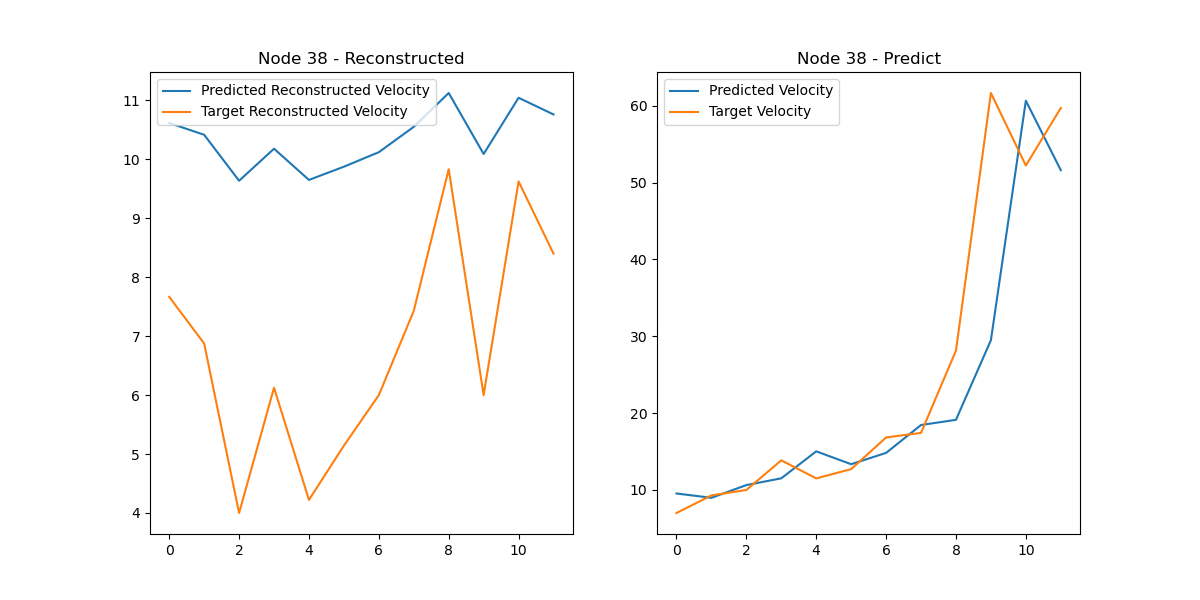 Node 38 - Reconstructed
Predicted Reconstructed Velocity
Target Reconstructed Velocity
11
10
9
8
7
6
5
4
0 2 4 6 8 10
Node 38 - Predict
Predicted Velocity
Target Velocity
60
50
40
30
20
10
0 2 4 6 8 10